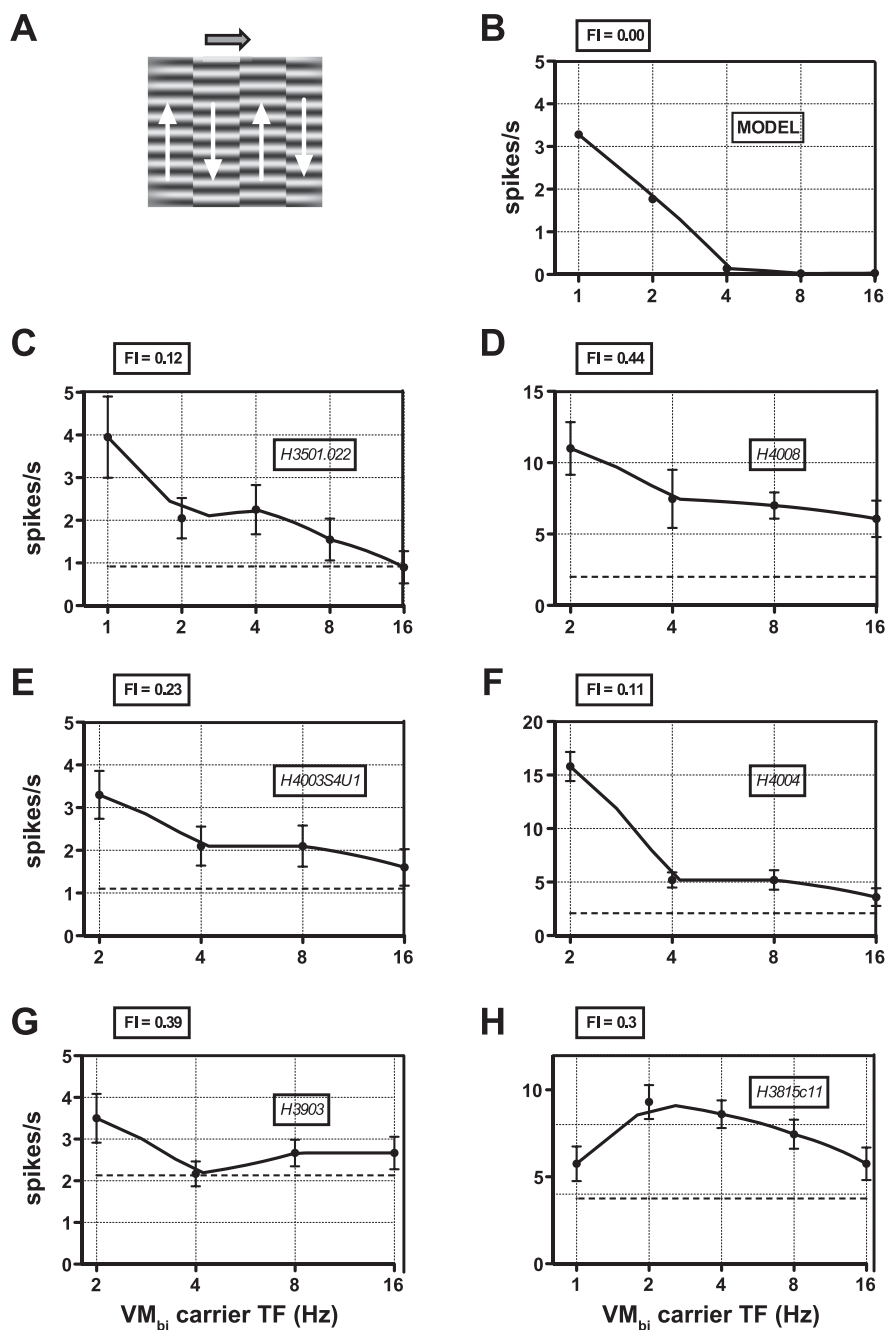 A
B
FI = 0.00
spikes/s
5
4
3
2
1
0
MODEL
1 2 4 8 16
C
FI = 0.12
spikes/s
5
4
3
2
1
0
H3501.022
1 2 4 8 16
D
FI = 0.44
15
10
5
0
H4008
2 4 8 16
E
FI = 0.23
spikes/s
5
4
3
2
1
0
H4003S4U1
2 4 8 16
F
FI = 0.11
20
15
10
5
0
H4004
2 4 8 16
G
FI = 0.39
spikes/s
5
4
3
2
1
0
H3903
2 4 8 16
VMbi carrier TF (Hz)
H
FI = 0.3
10
5
0
H3815c11
1 2 4 8 16
VMbi carrier TF (Hz)